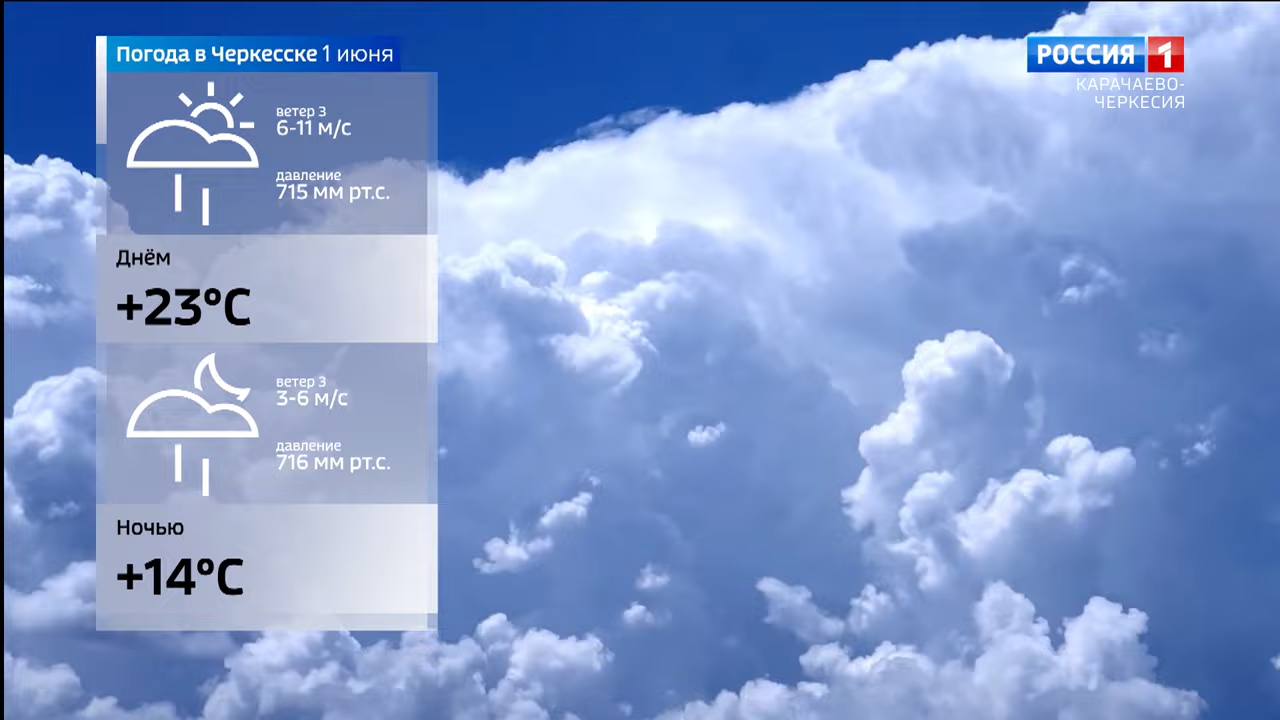 Погода в Черкесске 1 июня
ветер З
6-11 м/с
давление
715 мм рт.с.
Днём
+23°C
ветер З
3-6 м/с
давление
716 мм рт.с.
Ночью
+14°C
РОССИЯ 1
КАРАЧАЕВО-
ЧЕРКЕСИЯ